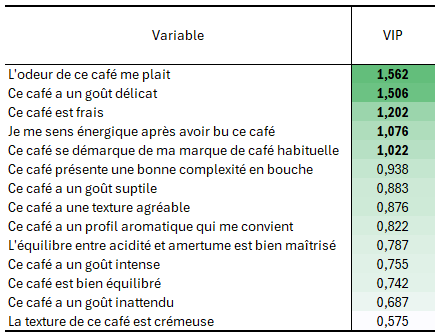 Variable VIP
L'odeur de ce café me plait 1,562
Ce café a un goût délicat 1,506
Ce café est frais 1,202
Je me sens énergique après avoir bu ce café 1,076
Ce café se démarque de ma marque de café habituelle 1,022
Ce café présente une bonne complexité en bouche 0,938
Ce café a un goût suptile 0,883
Ce café a une texture agréable 0,876
Ce café a un profil aromatique qui me convient 0,822
L'équilibre entre acidité et amertume est bien maîtrisé 0,787
Ce café a un goût intense 0,755
Ce café est bien équilibré 0,742
Ce café a un goût inattendu 0,687
La texture de ce café est crémeuse 0,575